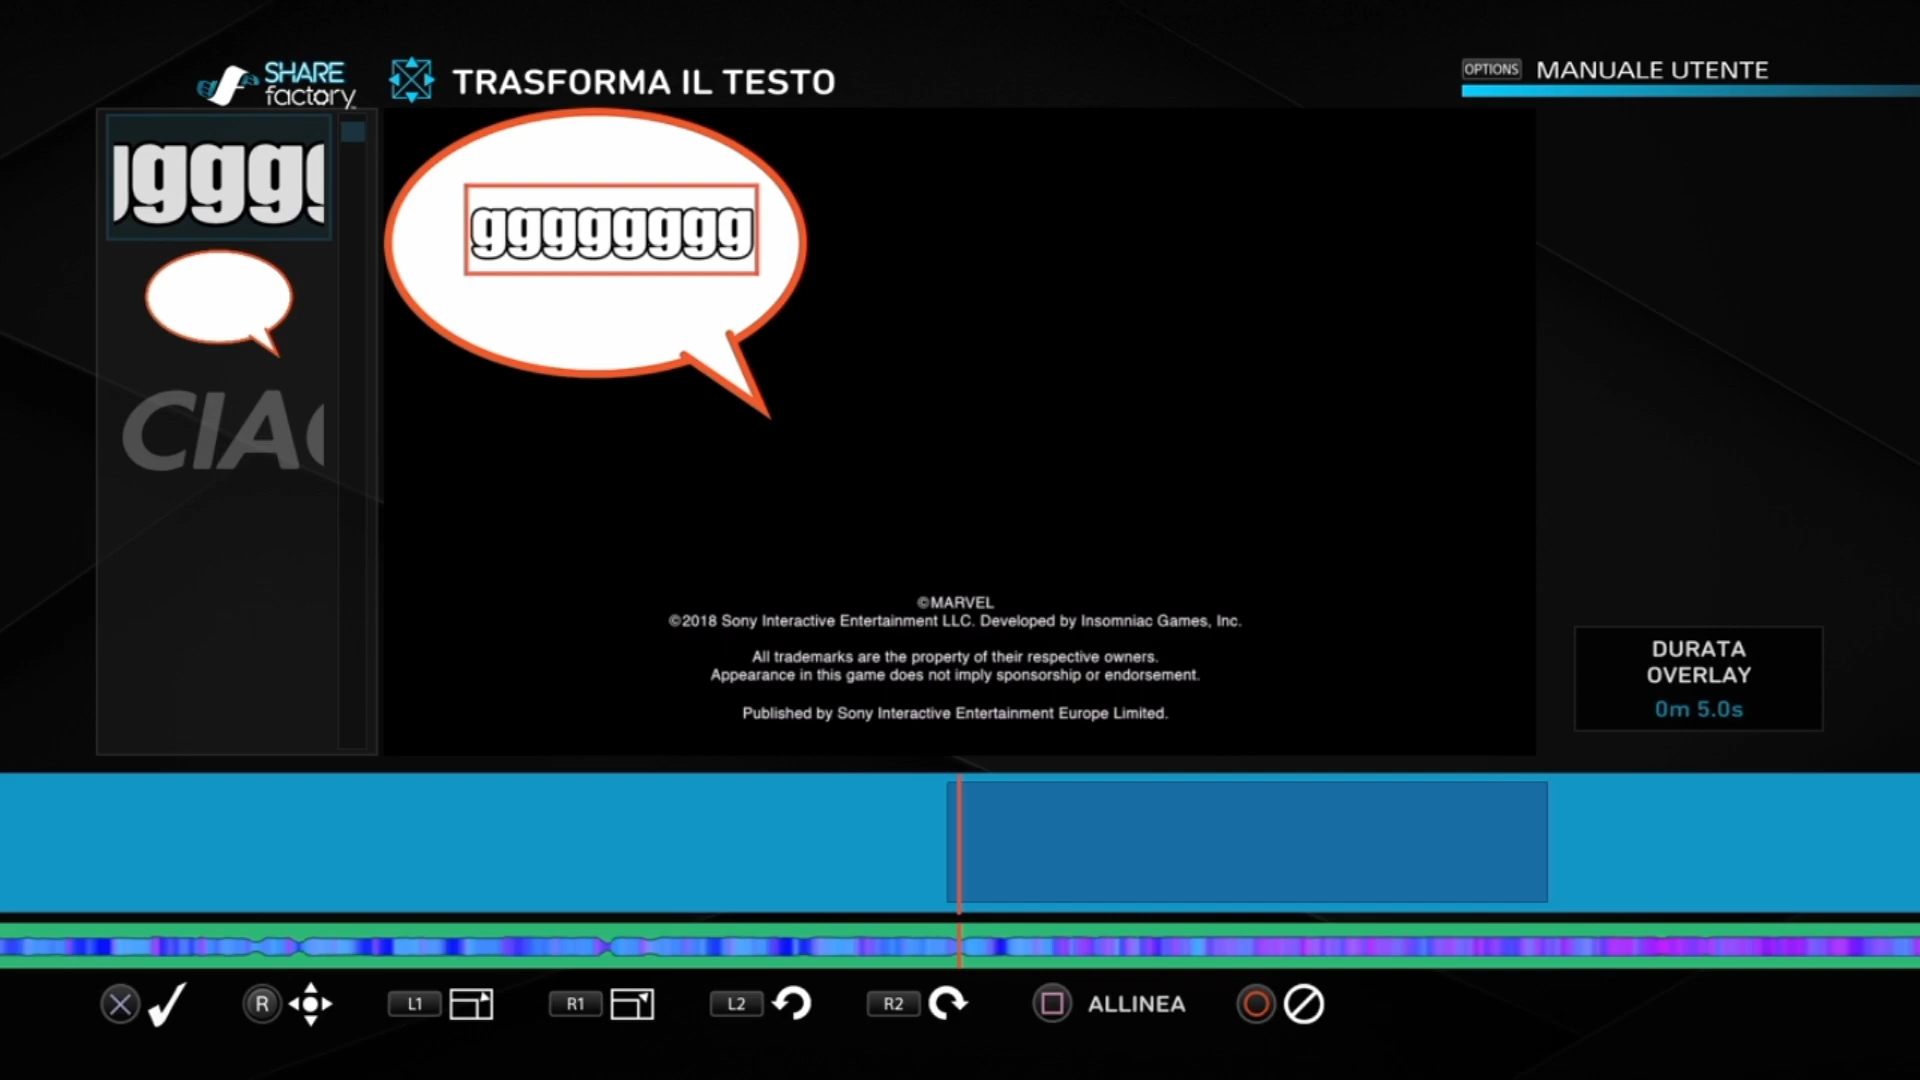 SHARE
factory
TRASFORMA IL TESTO
OPTIONS MANUALE UTENTE
gggg
gggggggg
CIA
©MARVEL
©2018 Sony Interactive Entertainment LLC. Developed by Insomniac Games, Inc.
All trademarks are the property of their respective owners.
Appearance in this game does not imply sponsorship or endorsement.
Published by Sony Interactive Entertainment Europe Limited.
DURATA
OVERLAY
0m 5.0s
R L1 R1 L2 R2 ALLINEA